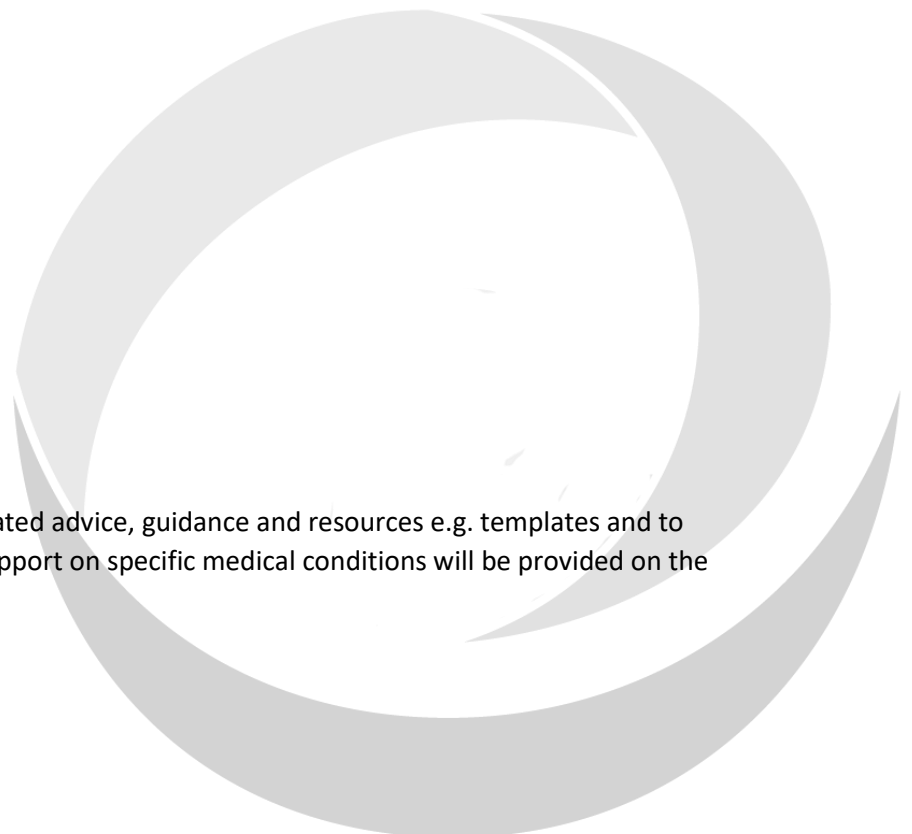 ated advice, guidance and resources e.g. templates and to
pport on specific medical conditions will be provided on the